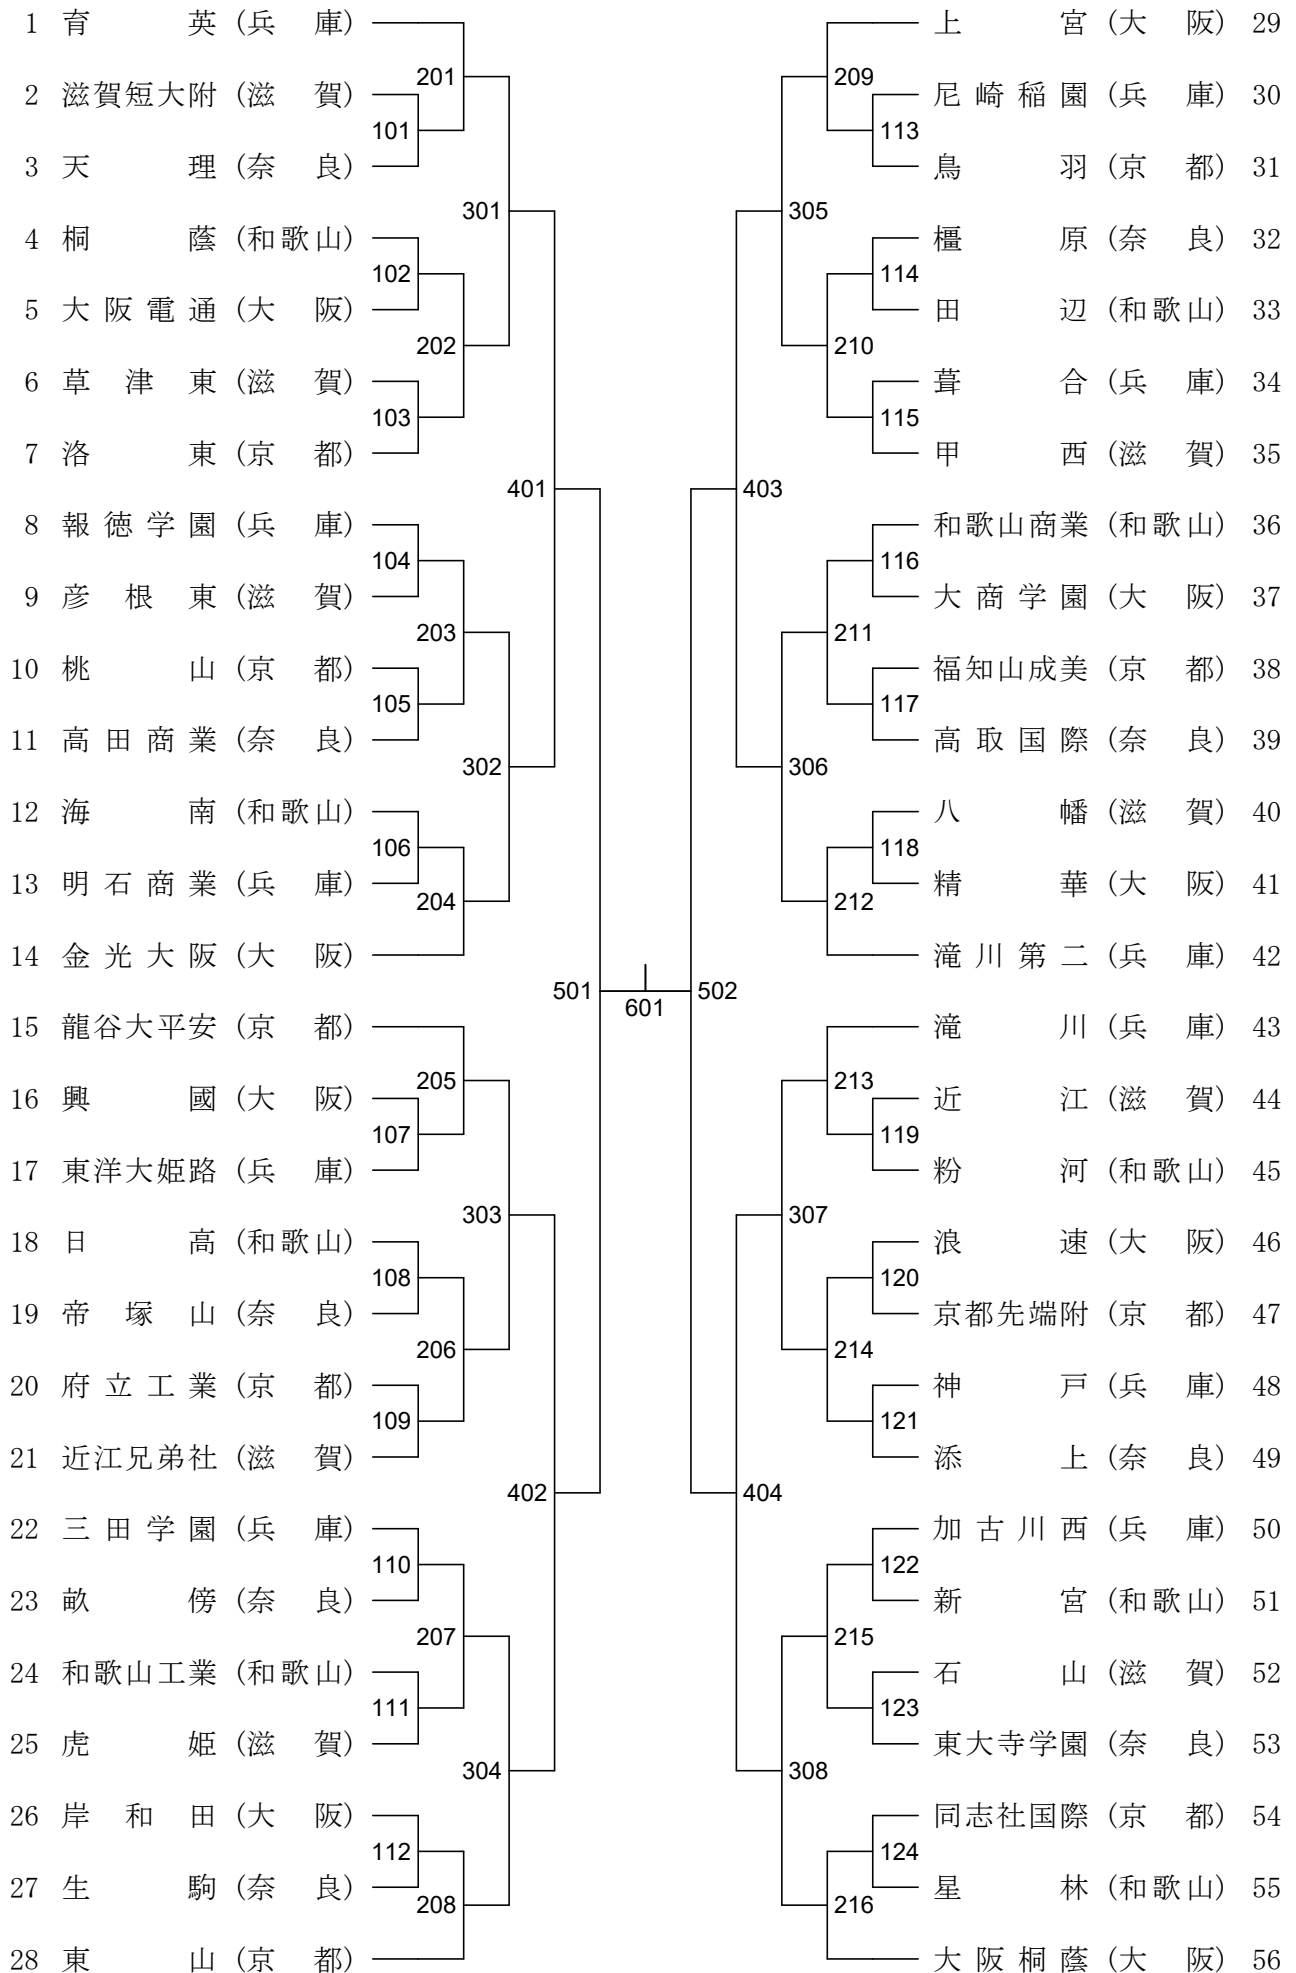 1 育英 (兵庫)
201
2 滋賀短大附 (滋賀)
101
3 天理 (奈良)
301
4 桐蔭 (和歌山)
102
5 大阪電通 (大阪)
202
6 草津東 (滋賀)
103
7 洛東 (京都)
401
8 報徳学園 (兵庫)
104
9 彦根東 (滋賀)
203
10 桃山 (京都)
105
11 高田商業 (奈良)
302
12 海南 (和歌山)
106
13 明石商業 (兵庫)
204
14 金光大阪 (大阪)
501
15 龍谷大平安 (京都)
205
16 興國 (大阪)
107
17 東洋大姫路 (兵庫)
303
18 日高 (和歌山)
108
19 帝塚山 (奈良)
206
20 府立工業 (京都)
109
21 近江兄弟社 (滋賀)
402
22 三田学園 (兵庫)
110
23 畝傍 (奈良)
207
24 和歌山工業 (和歌山)
111
25 虎姫 (滋賀)
304
26 岸和田 (大阪)
112
27 生駒 (奈良)
208
28 東山 (京都)
601
上宮 (大阪) 29
209
尼崎稲園 (兵庫) 30
113
鳥羽 (京都) 31
305
橿原 (奈良) 32
114
田辺 (和歌山) 33
210
葺合 (兵庫) 34
115
甲西 (滋賀) 35
403
和歌山商業 (和歌山) 36
116
大商学園 (大阪) 37
211
福知山成美 (京都) 38
117
高取国際 (奈良) 39
306
八幡 (滋賀) 40
118
精華 (大阪) 41
212
滝川第二 (兵庫) 42
502
滝川 (兵庫) 43
213
近江 (滋賀) 44
119
粉河 (和歌山) 45
307
浪速 (大阪) 46
120
京都先端附 (京都) 47
214
神戸 (兵庫) 48
121
添上 (奈良) 49
404
加古川西 (兵庫) 50
122
新宮 (和歌山) 51
215
石山 (滋賀) 52
123
東大寺学園 (奈良) 53
308
同志社国際 (京都) 54
124
星林 (和歌山) 55
216
大阪桐蔭 (大阪) 56